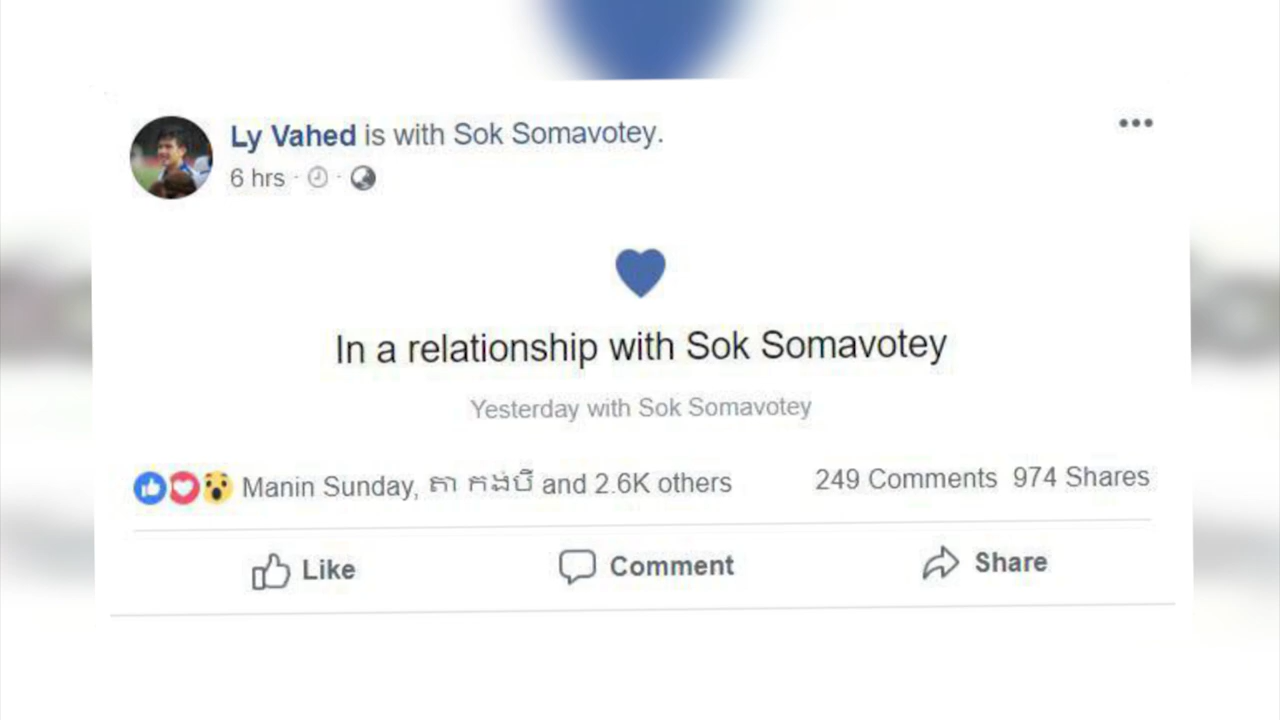 Ly Vahed is with Sok Somavotey.
6 hrs
In a relationship with Sok Somavotey
Yesterday with Sok Somavotey
Manin Sunday, តា កង់បី and 2.6K others
249 Comments 974 Shares
Like Comment Share